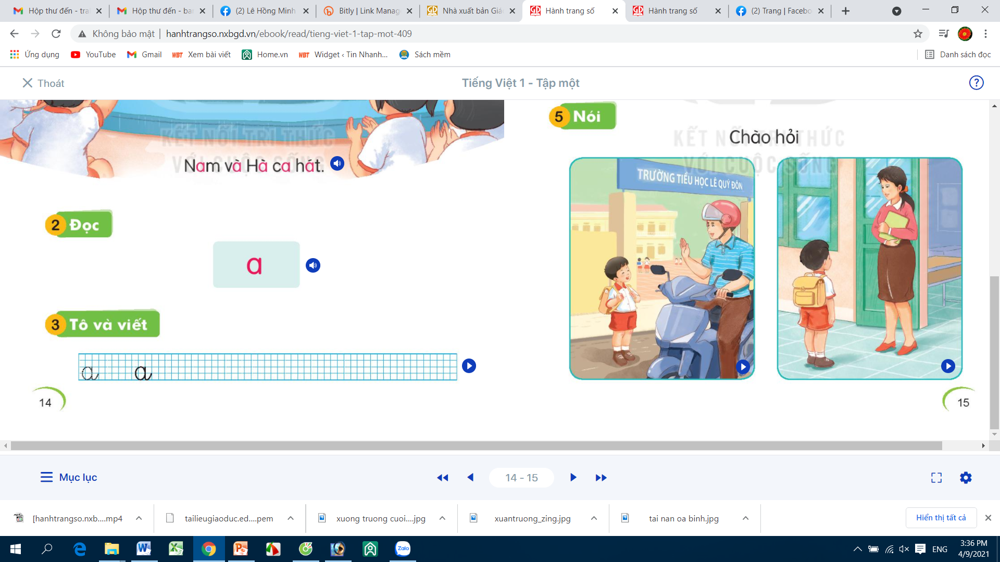 Hộp thư đến - tra
Hộp thư đến - ba
(2) Lê Hồng Minh
Bitly | Link Manag
Nhà xuất bản Giá
Hành trang số
Hành trang số
(2) Trang | Facebo
Không bảo mật | hanhtrangso.nxbgd.vn/ebook/read/tieng-viet-1-tap-mot-409
Ứng dụng
YouTube
Gmail
WBT Xem bài viết
Home.vn
WBT Widget ‹ Tin Nhanh...
Sách mềm
Danh sách đọc
Thoát
Tiếng Việt 1 - Tập một
?
KẾT NỐI TRI THỨC
VỚI CUỘC SỐNG
Nam và Hà ca hát.
2 Đọc
a
3 Tô và viết
a a
14
5 Nói
KẾT NỐI TRI THỨC
VỚI CUỘC SỐNG
Chào hỏi
TRƯỜNG TIỂU HỌC LÊ QUÝ ĐÔN
15
Mục lục
14 - 15
[hanhtrangso.nxb....mp4
tailieugiaoduc.ed....pem
xuong truong cuoi....jpg
xuantruong_zing.jpg
tai nan oa binh.jpg
Hiển thị tất cả
Zalo
ENG
3:36 PM
4/9/2021